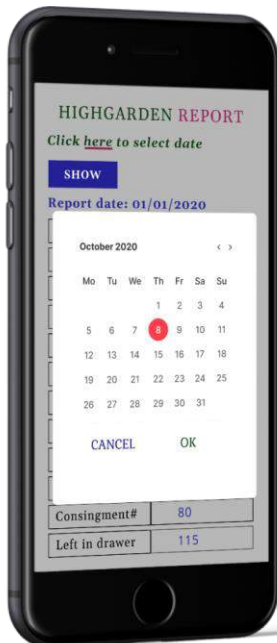 HIGHGARDEN REPORT
Click here to select date
SHOW
Report date: 01/01/2020
October 2020 < >
Mo Tu We Th Fr Sa Su
1 2 3 4
5 6 7 8 9 10 11
12 13 14 15 16 17 18
19 20 21 22 23 24 25
26 27 28 29 30 31
CANCEL OK
Consingment# 80
Left in drawer 115